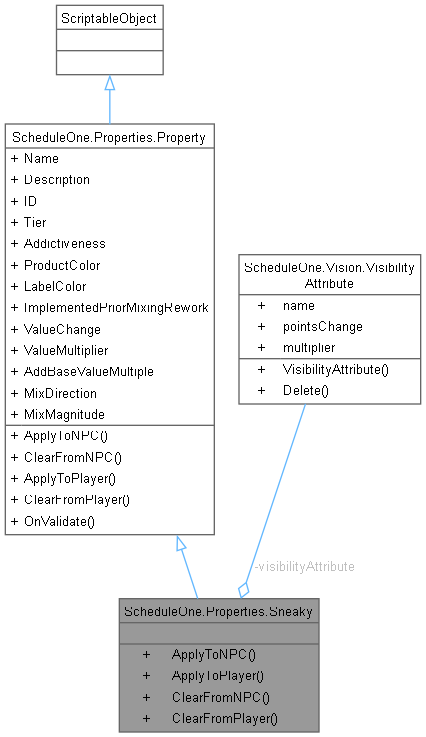 ScriptableObject
ScheduleOne.Properties.Property
+ Name
+ Description
+ ID
+ Tier
+ Addictiveness
+ ProductColor
+ LabelColor
+ ImplementedPriorMixingRework
+ ValueChange
+ ValueMultiplier
+ AddBaseValueMultiple
+ MixDirection
+ MixMagnitude
+ ApplyToNPC()
+ ClearFromNPC()
+ ApplyToPlayer()
+ ClearFromPlayer()
+ OnValidate()
ScheduleOne.Vision.Visibility
Attribute
+ name
+ pointsChange
+ multiplier
+ VisibilityAttribute()
+ Delete()
-visibilityAttribute
ScheduleOne.Properties.Sneaky
+ ApplyToNPC()
+ ApplyToPlayer()
+ ClearFromNPC()
+ ClearFromPlayer()